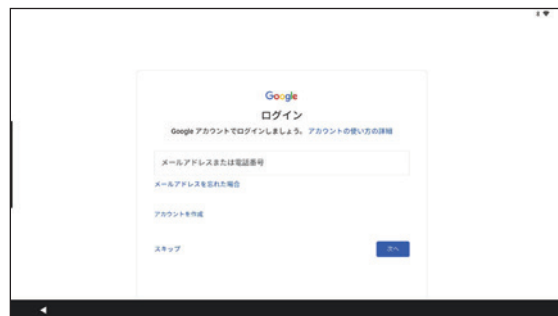 Google
ログイン
Google アカウントでログインしましょう。 アカウントの使い方の詳細
メールアドレスまたは電話番号
メールアドレスを忘れた場合
アカウントを作成
スキップ
次へ